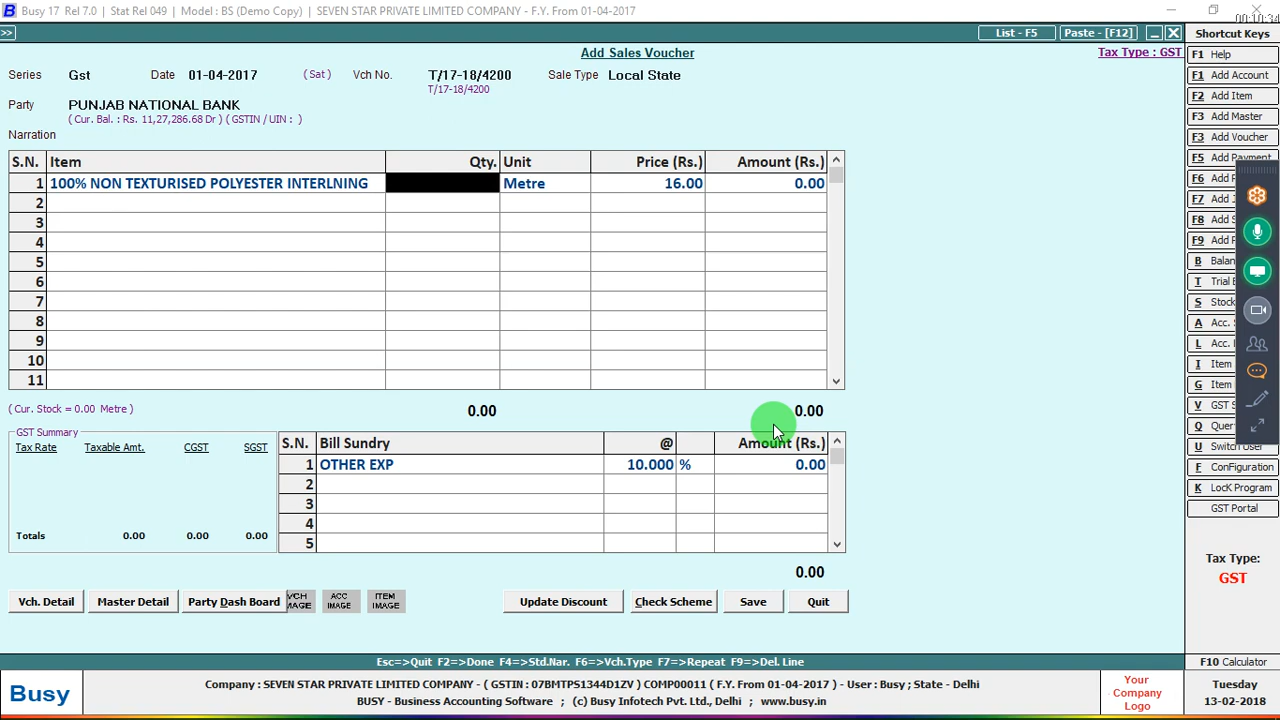 Busy 17 Rel 7.0 | Stat Rel 049 | Model : BS (Demo Copy) | SEVEN STAR PRIVATE LIMITED COMPANY - F.Y. From 01-04-2017
00:10:34
>> List - F5 Paste - [F12] Shortcut Keys
Add Sales Voucher
Tax Type : GST
Series Gst Date 01-04-2017 (Sat) Vch No. T/17-18/4200 Sale Type Local State
T/17-18/4200
Party PUNJAB NATIONAL BANK
(Cur. Bal. : Rs. 11,27,286.68 Dr ) ( GSTIN / UIN : )
Narration
S.N. Item Qty. Unit Price (Rs.) Amount (Rs.)
1 100% NON TEXTURISED POLYESTER INTERLNING Metre 16.00 0.00
2
3
4
5
6
7
8
9
10
11
( Cur. Stock = 0.00 Metre ) 0.00 0.00
GST Summary
Tax Rate Taxable Amt. CGST SGST
Totals 0.00 0.00 0.00
S.N. Bill Sundry @ Amount (Rs.)
1 OTHER EXP 10.000 % 0.00
2
3
4
5
0.00
Vch. Detail Master Detail Party Dash Board VCH IMAGE ACC IMAGE ITEM IMAGE Update Discount Check Scheme Save Quit
Esc=>Quit F2=>Done F4=>Std.Nar. F6=>Vch.Type F7=>Repeat F9=>Del. Line
F1 Help
F1 Add Account
F2 Add Item
F3 Add Master
F3 Add Voucher
F5 Add Payment
F6 Add
F7 Add
F8 Add
F9 Add
B Balan
T Trial
S Stock
A Acc.
L Acc.
I Item
G Item
V GST
Q Quer
U Switch User
F ConFiguration
K LocK Program
GST Portal
Tax Type:
GST
F10 Calculator
Busy
Company : SEVEN STAR PRIVATE LIMITED COMPANY - ( GSTIN : 07BMTPS1344D1ZV ) COMP00011 ( F.Y. From 01-04-2017 ) - User : Busy ; State - Delhi
BUSY - Business Accounting Software ; (c) Busy Infotech Pvt. Ltd., Delhi ; www.busy.in
Your
Company
Logo
Tuesday
13-02-2018